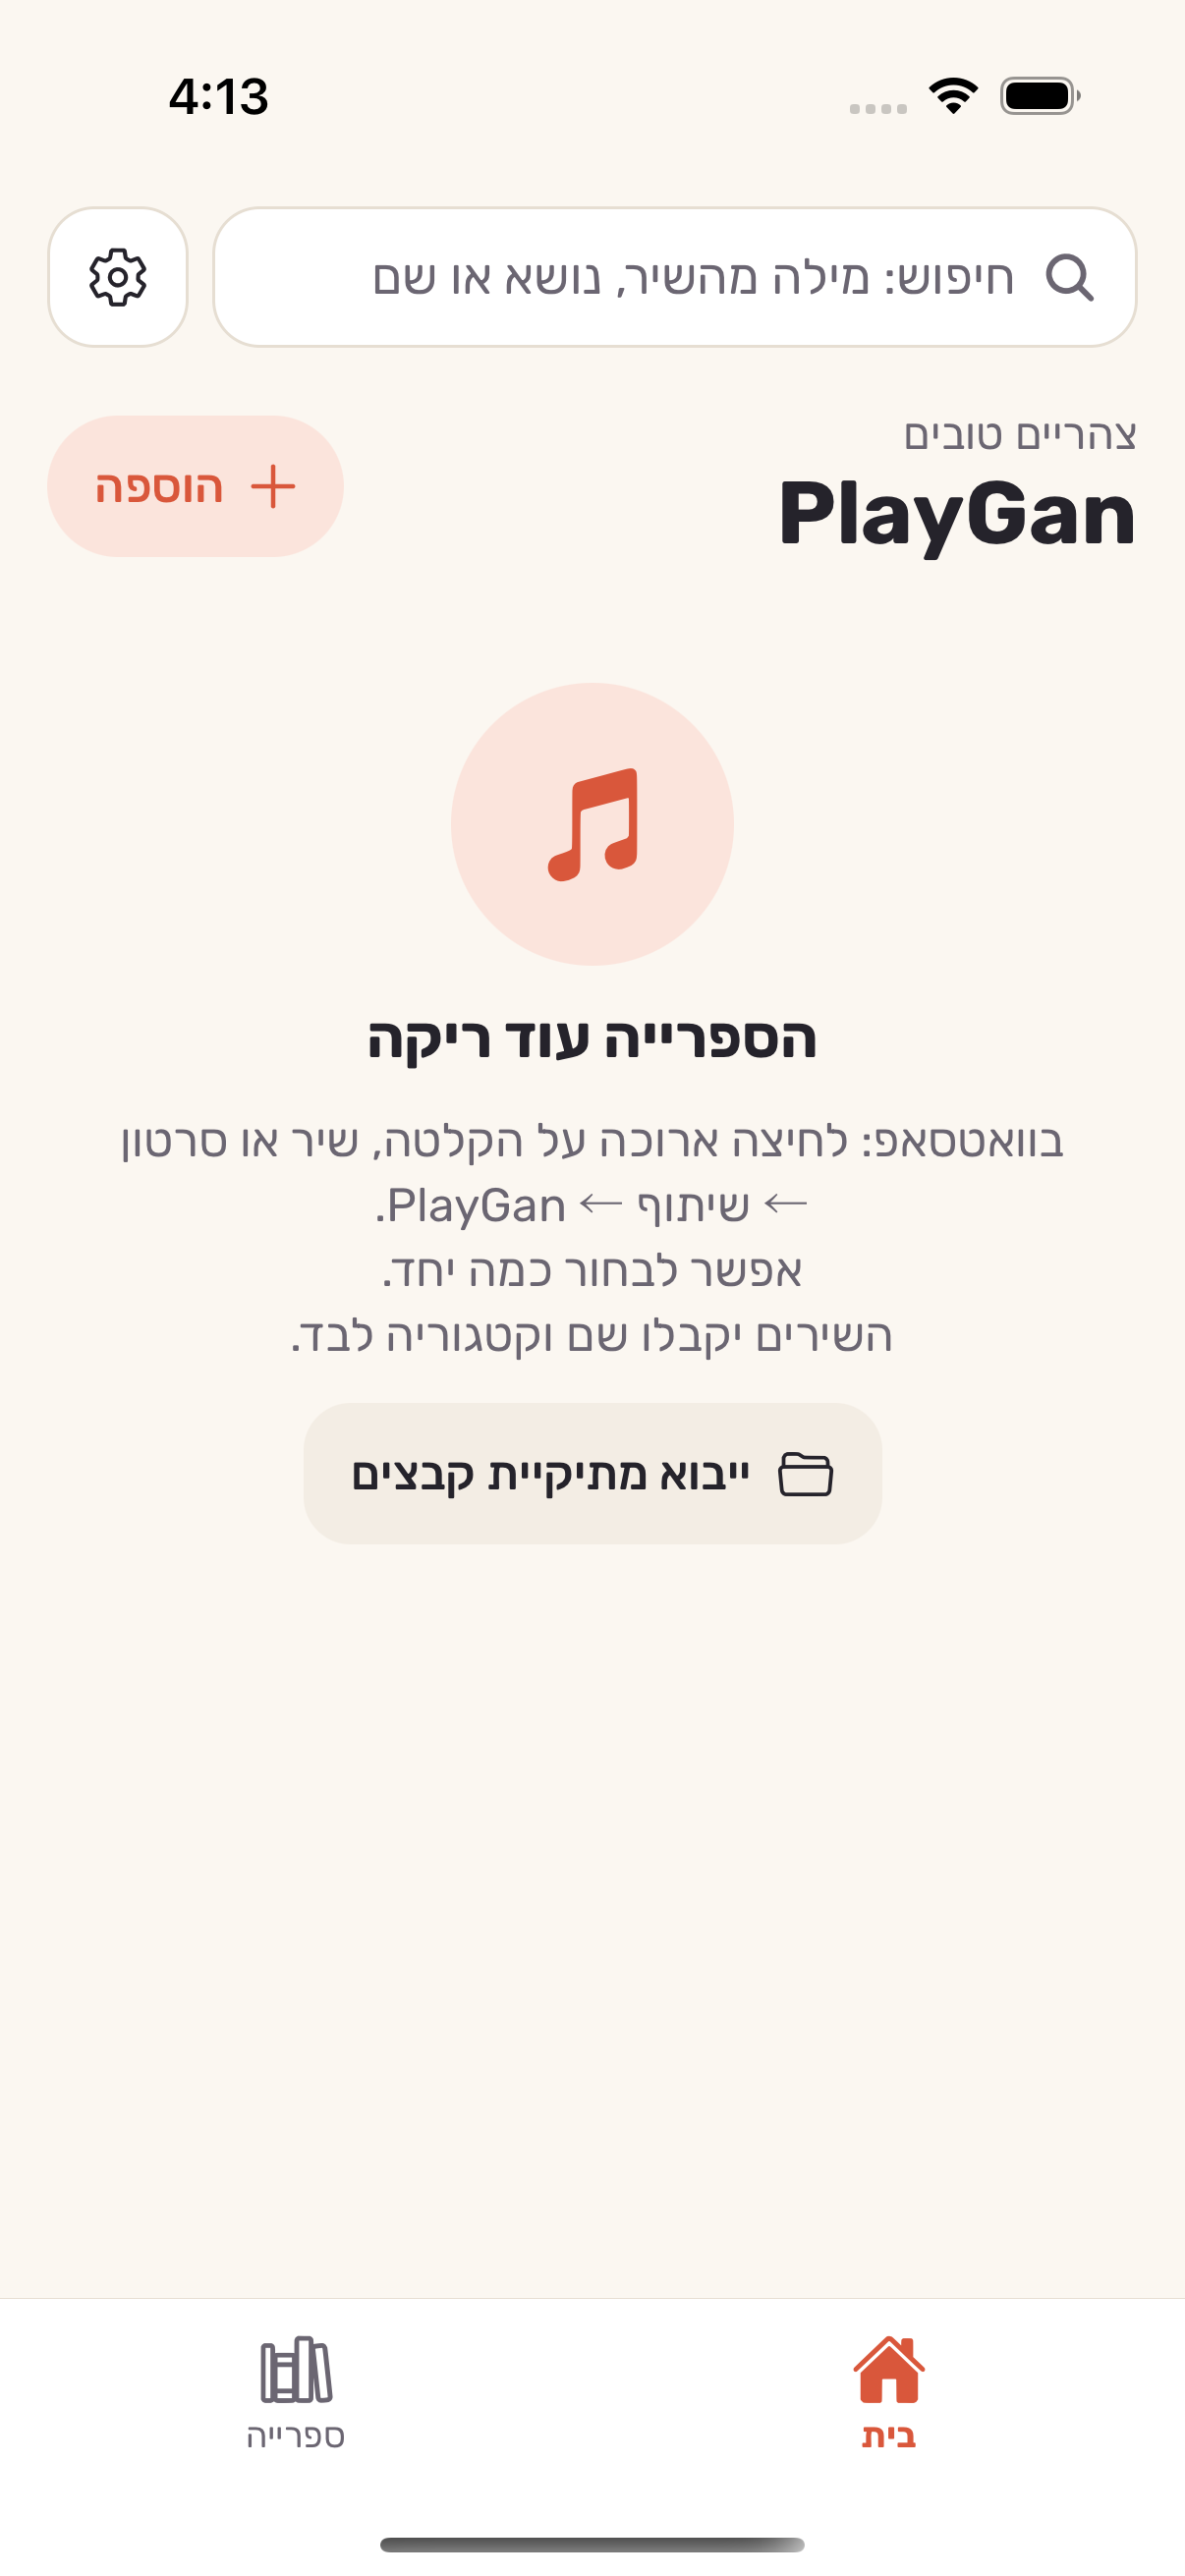 4:13
חיפוש: מילה מהשיר, נושא או שם
צהריים טובים
PlayGan
הוספה
הספרייה עוד ריקה
בוואטסאפ: לחיצה ארוכה על הקלטה, שיר או סרטון
← שיתוף ← PlayGan.
אפשר לבחור כמה יחד.
השירים יקבלו שם וקטגוריה לבד.
ייבוא מתיקיית קבצים
בית
ספרייה